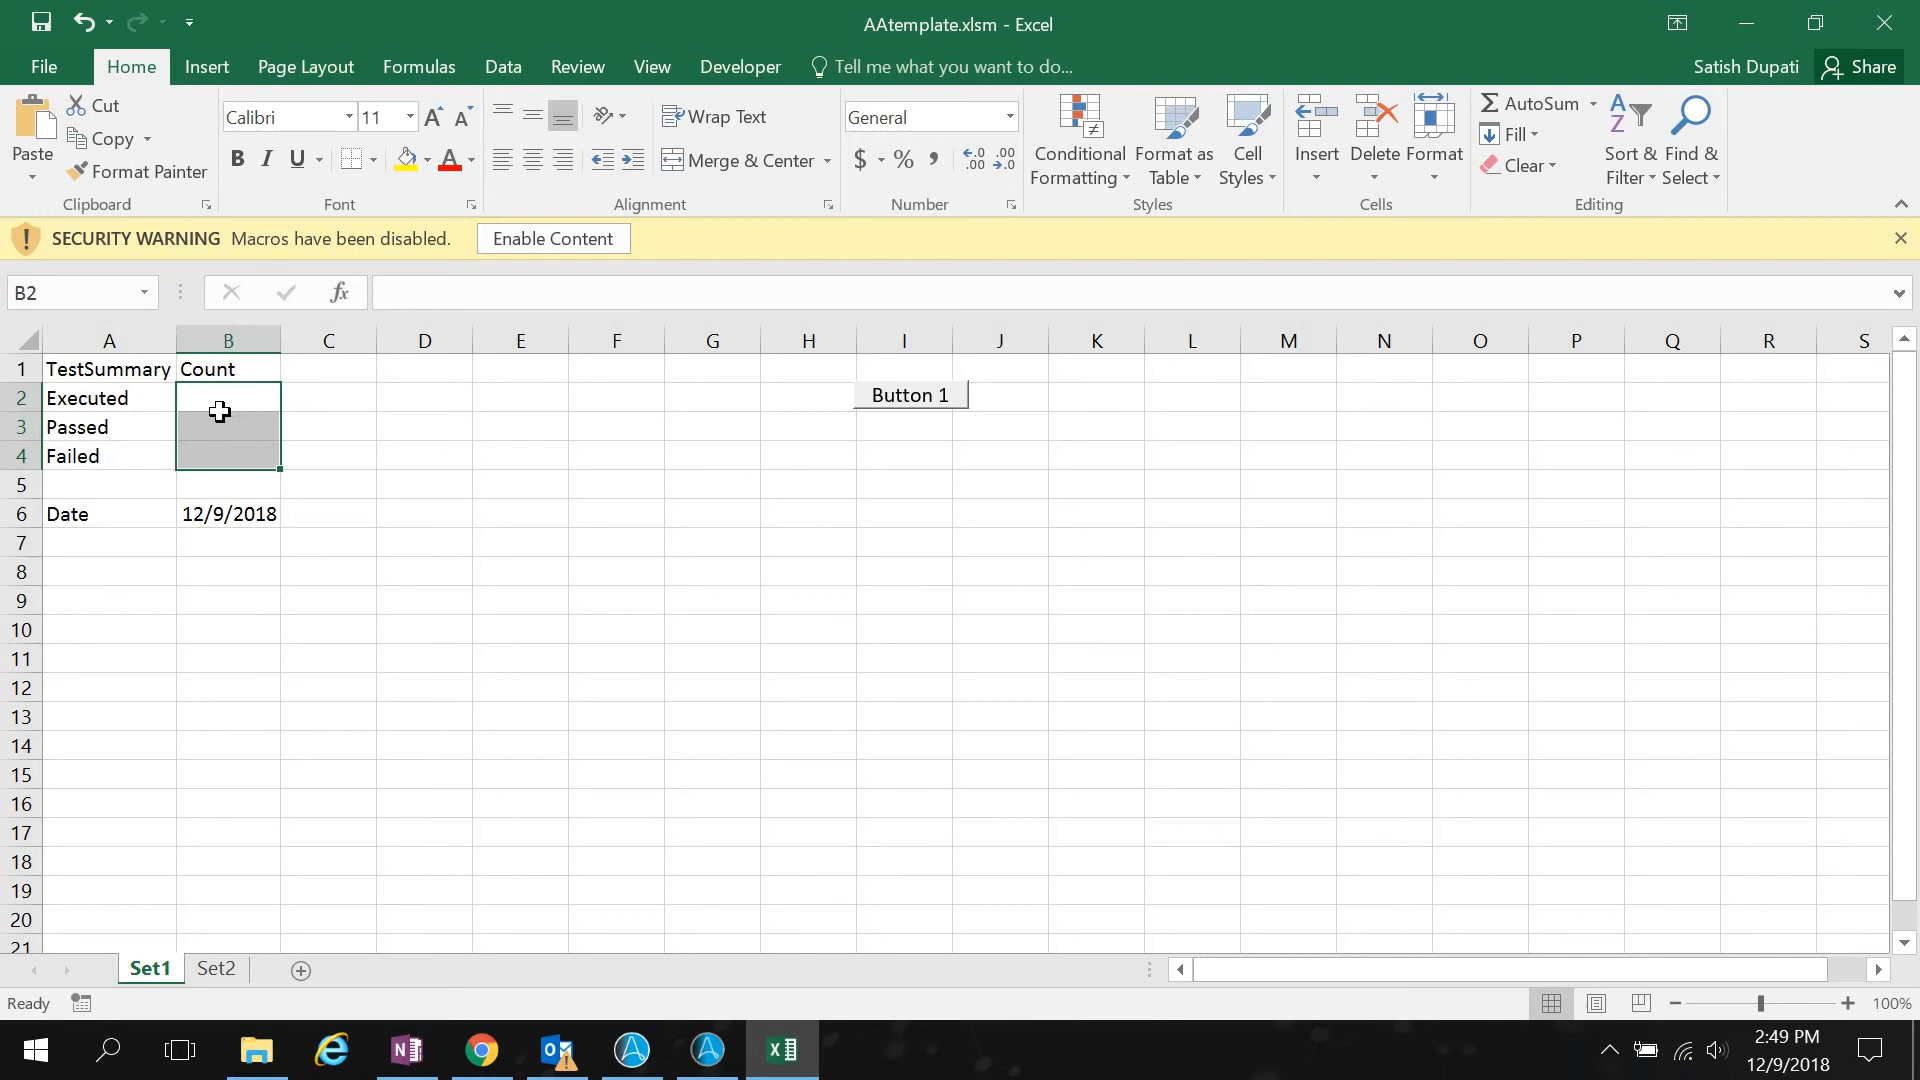 AAtemplate.xlsm - Excel
File Home Insert Page Layout Formulas Data Review View Developer Tell me what you want to do... Satish Dupati Share
Paste
Cut
Copy
Format Painter
Clipboard
Calibri 11
B I U
Font
Wrap Text
Merge & Center
Alignment
General
$ % ,
Number
Conditional Formatting
Format as Table
Cell Styles
Styles
Insert Delete Format
Cells
AutoSum
Fill
Clear
Sort & Filter
Find & Select
Editing
SECURITY WARNING Macros have been disabled. Enable Content
B2 fx
A B C D E F G H I J K L M N O P Q R S
1 TestSummary Count
2 Executed Button 1
3 Passed
4 Failed
5
6 Date 12/9/2018
7
8
9
10
11
12
13
14
15
16
17
18
19
20
21
Set1 Set2
Ready 100%
2:49 PM
12/9/2018